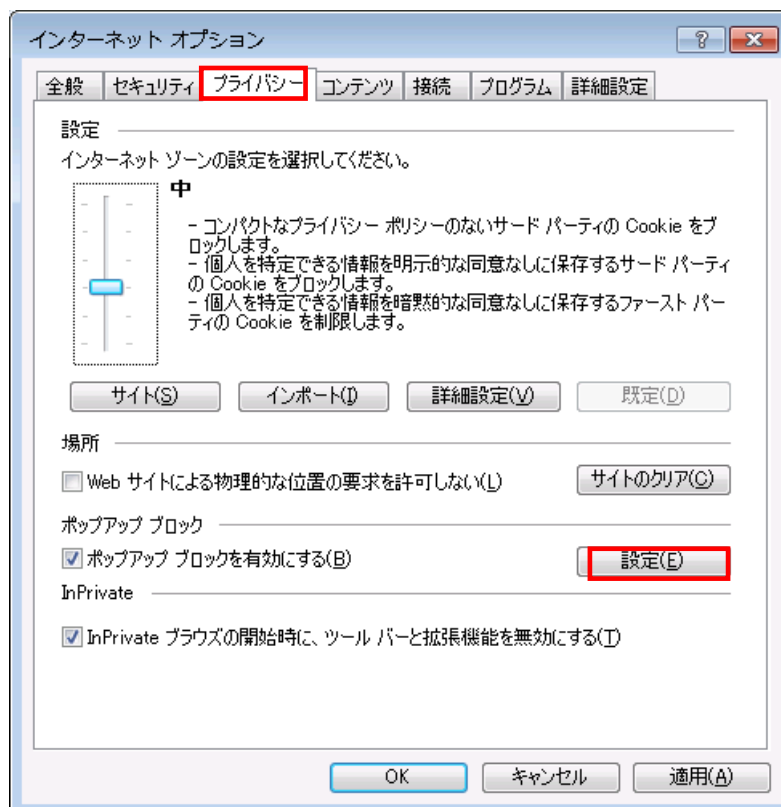 インターネット オプション
全般 セキュリティ プライバシー コンテンツ 接続 プログラム 詳細設定
設定
インターネット ゾーンの設定を選択してください。
中
- コンパクトなプライバシー ポリシーのないサード パーティの Cookie をブ
ロックします。
- 個人を特定できる情報を明示的な同意なしに保存するサード パーティ
の Cookie をブロックします。
- 個人を特定できる情報を暗黙的な同意なしに保存するファースト パー
ティの Cookie を制限します。
サイト(S) インポート(I) 詳細設定(V) 既定(D)
場所
Web サイトによる物理的な位置の要求を許可しない(L) サイトのクリア(C)
ポップアップ ブロック
ポップアップ ブロックを有効にする(B) 設定(E)
InPrivate
InPrivate ブラウズの開始時に、ツール バーと拡張機能を無効にする(T)
OK キャンセル 適用(A)